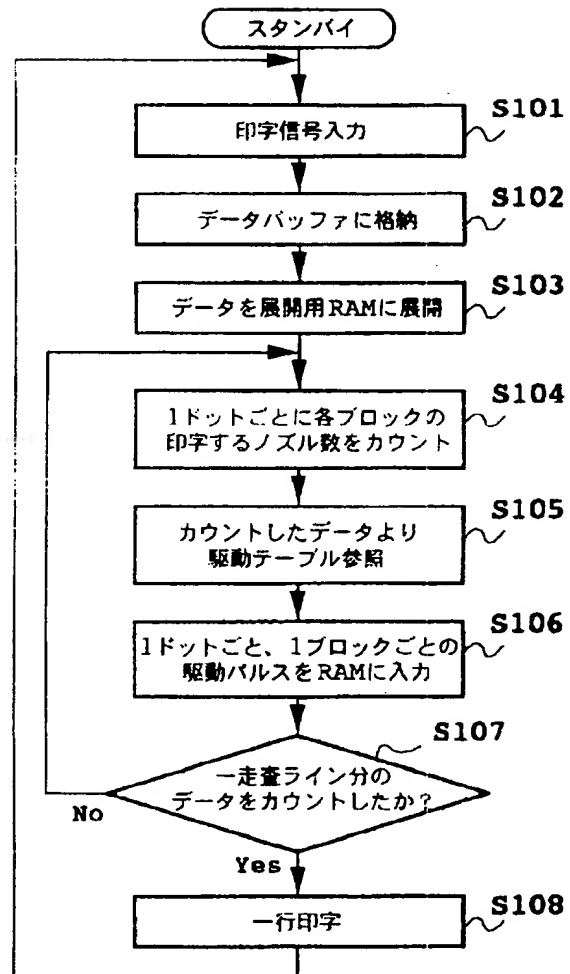 スタンバイ
S101
印字信号入力
S102
データバッファに格納
S103
データを展開用RAMに展開
S104
1ドットごとに各ブロックの
印字するノズル数をカウント
S105
カウントしたデータより
駆動テーブル参照
S106
1ドットごと、1ブロックごとの
駆動パルスをRAMに入力
S107
一走査ライン分の
データをカウントしたか?
No
Yes
S108
一行印字